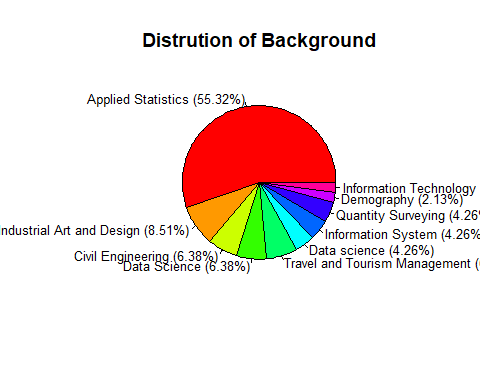 Distrution of Background
Applied Statistics (55.32%)
Information Technology
Demography (2.13%)
Quantity Surveying (4.26%
Industrial Art and Design (8.51%)
Information System (4.26%
Data science (4.26%)
Civil Engineering (6.38%)
Travel and Tourism Management (
Data Science (6.38%)